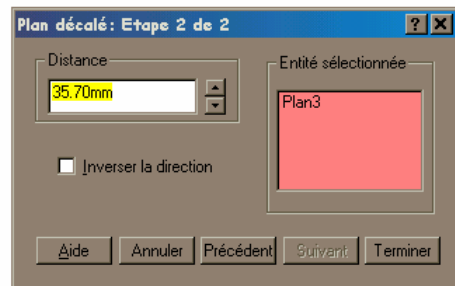 Plan décalé: Etape 2 de 2
Distance
35.70mm
Inverser la direction
Entité sélectionnée
Plan3
Aide Annuler Précédent Suivant Terminer